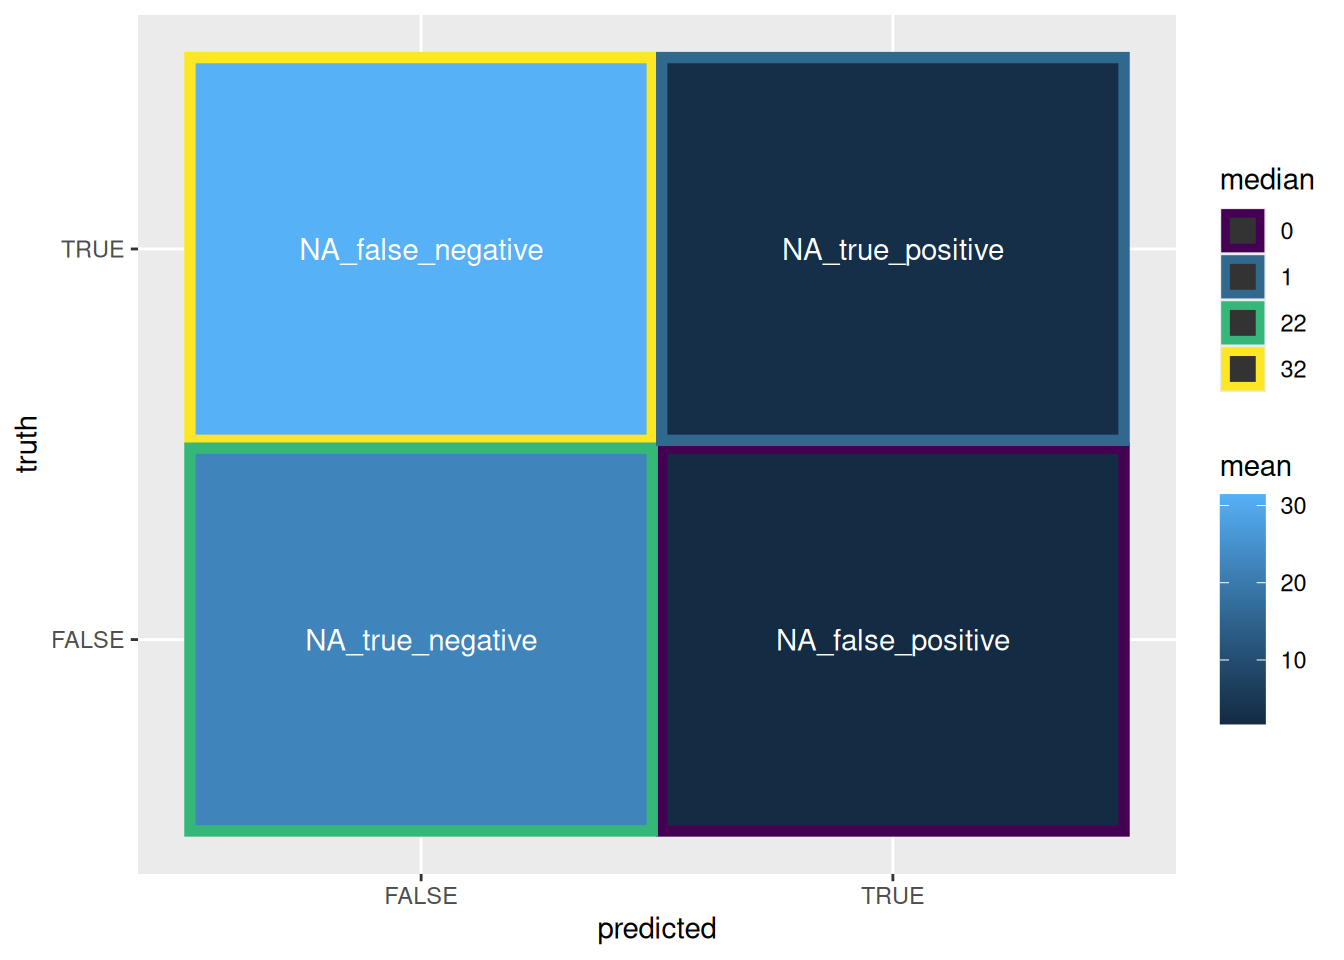 truth
TRUE
FALSE
NA_false_negative
NA_true_positive
NA_true_negative
NA_false_positive
FALSE
TRUE
predicted
median
0
1
22
32
mean
30
20
10